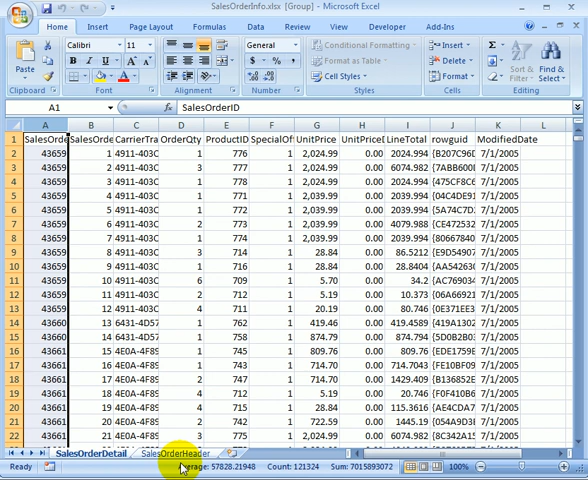 SalesOrderInfo.xlsx [Group] - Microsoft Excel
Home Insert Page Layout Formulas Data Review View Developer Add-Ins
Calibri 11 General Conditional Formatting Insert Σ
Paste B I U $ % , Format as Table Delete Sort & Filter Find & Select
Cell Styles Format
Clipboard Font Alignment Number Styles Cells Editing
A1 fx SalesOrderID
A B C D E F G H I J K L
1 SalesOrde SalesOrde CarrierTra OrderQty ProductID SpecialOff UnitPrice UnitPriceD LineTotal rowguid ModifiedDate
2 43659 1 4911-403C 1 776 1 2,024.99 0.00 2024.994 {B207C96D 7/1/2005
3 43659 2 4911-403C 3 777 1 2,024.99 0.00 6074.982 {7ABB600D 7/1/2005
4 43659 3 4911-403C 1 778 1 2,024.99 0.00 2024.994 {475CF8C6 7/1/2005
5 43659 4 4911-403C 1 771 1 2,039.99 0.00 2039.994 {04C4DE91 7/1/2005
6 43659 5 4911-403C 1 772 1 2,039.99 0.00 2039.994 {5A74C7D2 7/1/2005
7 43659 6 4911-403C 2 773 1 2,039.99 0.00 4079.988 {CE472532 7/1/2005
8 43659 7 4911-403C 1 774 1 2,039.99 0.00 2039.994 {80667840 7/1/2005
9 43659 8 4911-403C 3 714 1 28.84 0.00 86.5212 {E9D54907 7/1/2005
10 43659 9 4911-403C 1 716 1 28.84 0.00 28.8404 {AA542630 7/1/2005
11 43659 10 4911-403C 6 709 1 5.70 0.00 34.2 {AC769034 7/1/2005
12 43659 11 4911-403C 2 712 1 5.19 0.00 10.373 {06A66921 7/1/2005
13 43659 12 4911-403C 4 711 1 20.19 0.00 80.746 {0E371EE3 7/1/2005
14 43660 13 6431-4D57 1 762 1 419.46 0.00 419.4589 {419A1302 7/1/2005
15 43660 14 6431-4D57 1 758 1 874.79 0.00 874.794 {5D0B2B03 7/1/2005
16 43661 15 4E0A-4F89 1 745 1 809.76 0.00 809.76 {EDE1759E 7/1/2005
17 43661 16 4E0A-4F89 1 743 1 714.70 0.00 714.7043 {FE10BF09 7/1/2005
18 43661 17 4E0A-4F89 2 747 1 714.70 0.00 1429.409 {B136852E 7/1/2005
19 43661 18 4E0A-4F89 4 712 1 5.19 0.00 20.746 {F0F410B6 7/1/2005
20 43661 19 4E0A-4F89 4 715 1 28.84 0.00 115.3616 {AE4CDA7 7/1/2005
21 43661 20 4E0A-4F89 2 742 1 722.59 0.00 1445.19 {054A9D3E 7/1/2005
22 43661 21 4E0A-4F89 3 775 1 2,024.99 0.00 6074.982 {8C342A15 7/1/2005
SalesOrderDetail SalesOrderHeader
Ready Average: 57828.21948 Count: 121324 Sum: 7015893072 100%